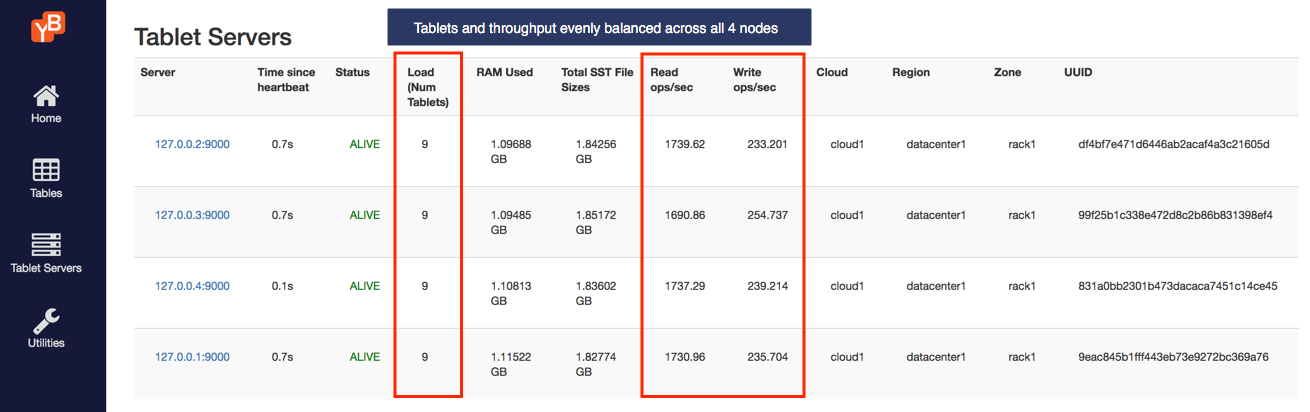 YB
Tablets and throughput evenly balanced across all 4 nodes
Tablet Servers
Home
Tables
Tablet Servers
Utilities
Server Time since heartbeat Status Load (Num Tablets) RAM Used Total SST File Sizes Read ops/sec Write ops/sec Cloud Region Zone UUID
127.0.0.2:9000 0.7s ALIVE 9 1.09688 GB 1.84256 GB 1739.62 233.201 cloud1 datacenter1 rack1 df4bf7e471d6446ab2acaf4a3c21605d
127.0.0.3:9000 0.7s ALIVE 9 1.09485 GB 1.85172 GB 1690.86 254.737 cloud1 datacenter1 rack1 99f25b1c338e472d8c2b86b831398ef4
127.0.0.4:9000 0.1s ALIVE 9 1.10813 GB 1.83602 GB 1737.29 239.214 cloud1 datacenter1 rack1 831a0bb2301b473dacaca7451c14ce45
127.0.0.1:9000 0.7s ALIVE 9 1.11522 GB 1.82774 GB 1730.96 235.704 cloud1 datacenter1 rack1 9eac845b1fff443eb73e9272bc369a76